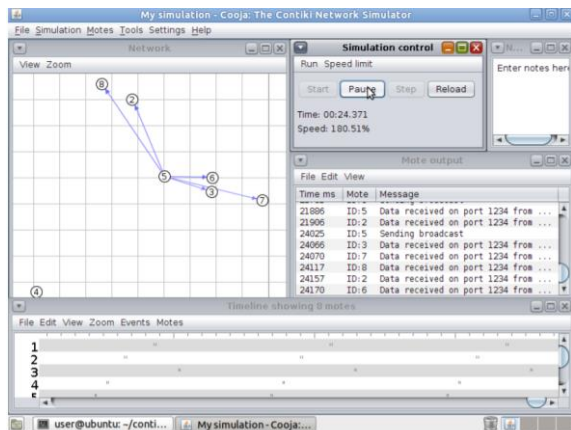 My simulation - Cooja: The Contiki Network Simulator
File Simulation Motes Tools Settings Help
Network
View Zoom
8
2
5
6
3
7
4
Simulation control
Run Speed limit
Start Pause Step Reload
Time: 00:24.371
Speed: 180.51%
N...
Enter notes here
Mote output
File Edit View
Time ms Mote Message
21886 ID:5 Data received on port 1234 from ...
21906 ID:2 Data received on port 1234 from ...
24025 ID:5 Sending broadcast
24066 ID:3 Data received on port 1234 from ...
24070 ID:7 Data received on port 1234 from ...
24117 ID:8 Data received on port 1234 from ...
24157 ID:2 Data received on port 1234 from ...
24170 ID:6 Data received on port 1234 from ...
Timeline showing 8 motes
File Edit View Zoom Events Motes
1
2
3
4
user@ubuntu: ~/conti...
My simulation - Cooja:...